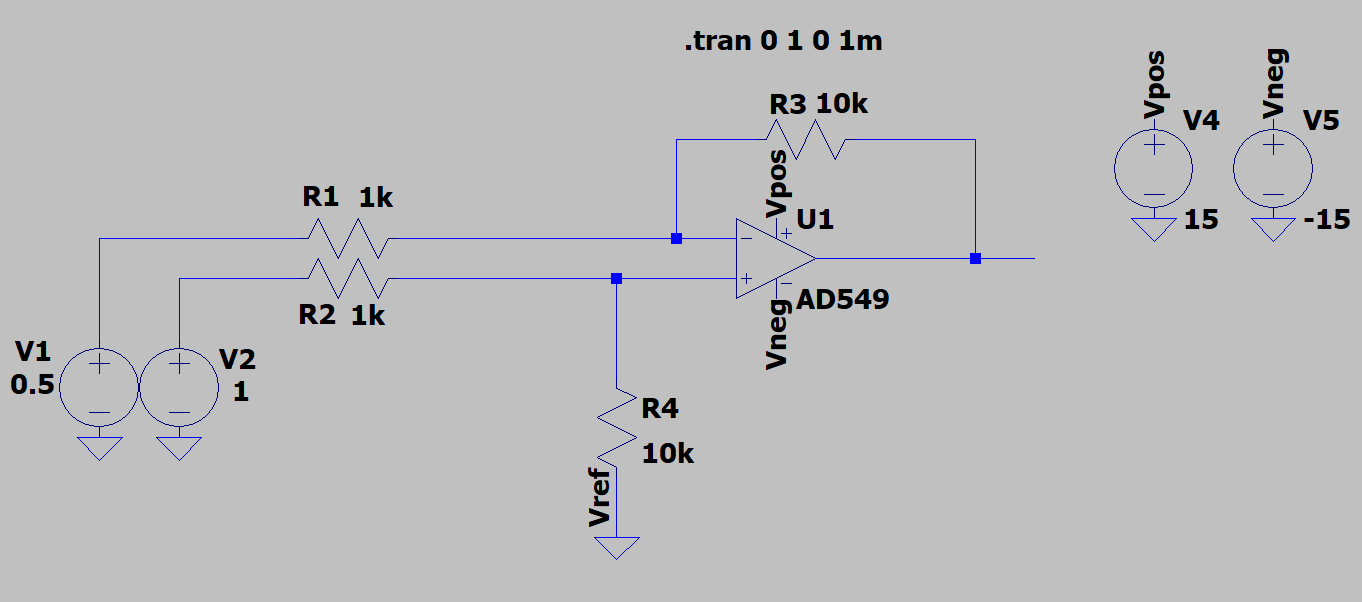 .tran 0 1 0 1m
R3 10k
Vpos
Vneg
V4
V5
15
-15
R1 1k
Vpos
U1
R2 1k
Vneg
AD549
V1
0.5
V2
1
R4
10k
Vref